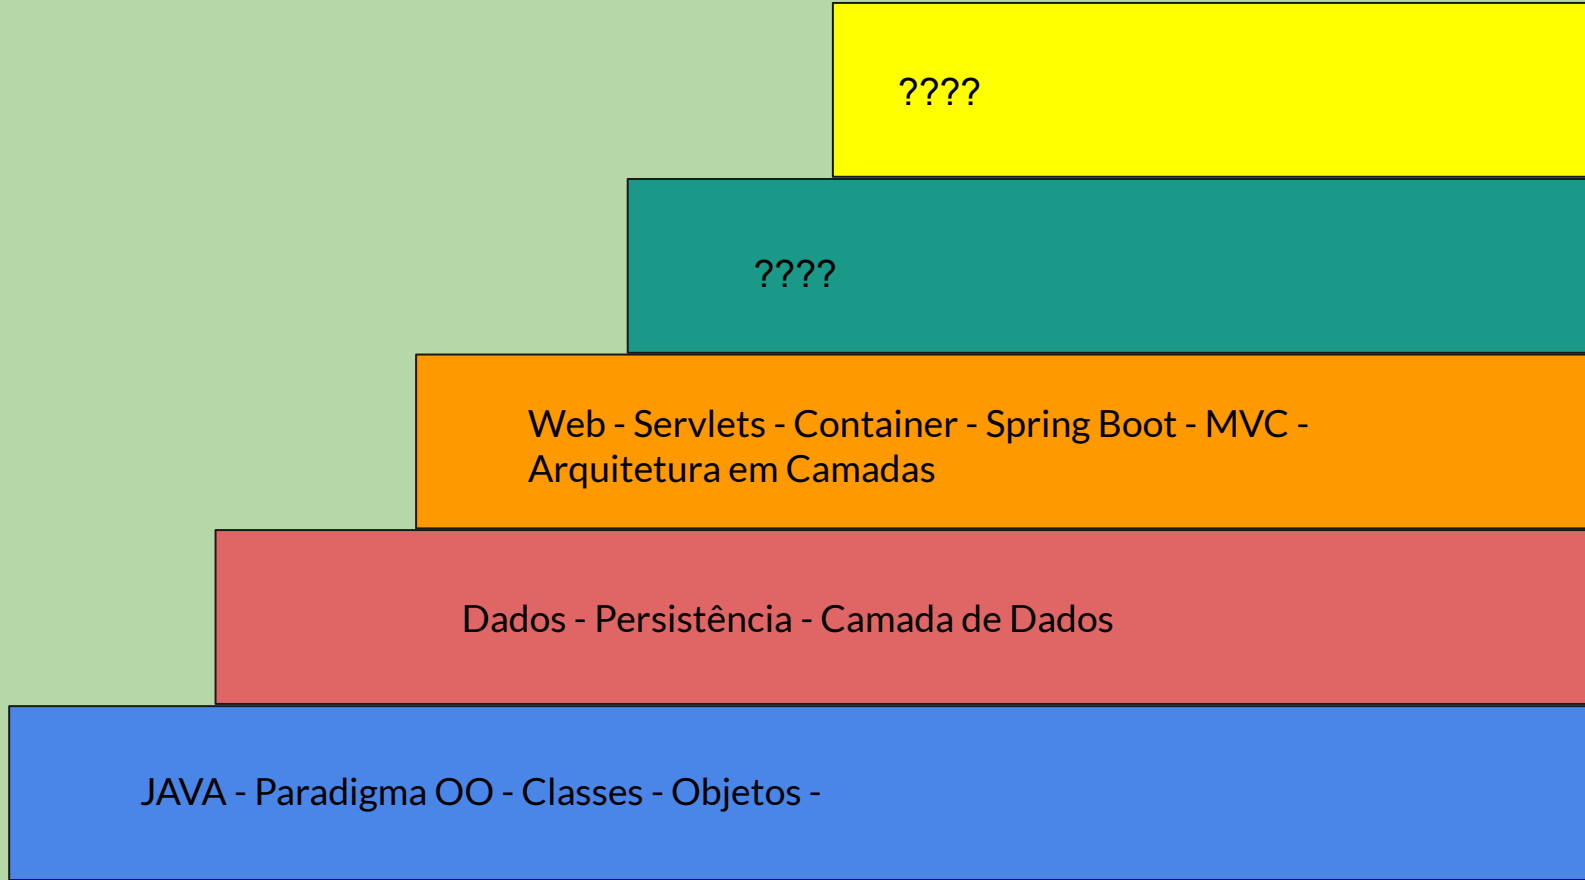 ????
????
Web - Servlets - Container - Spring Boot - MVC -
Arquitetura em Camadas
Dados - Persistência - Camada de Dados
JAVA - Paradigma OO - Classes - Objetos -